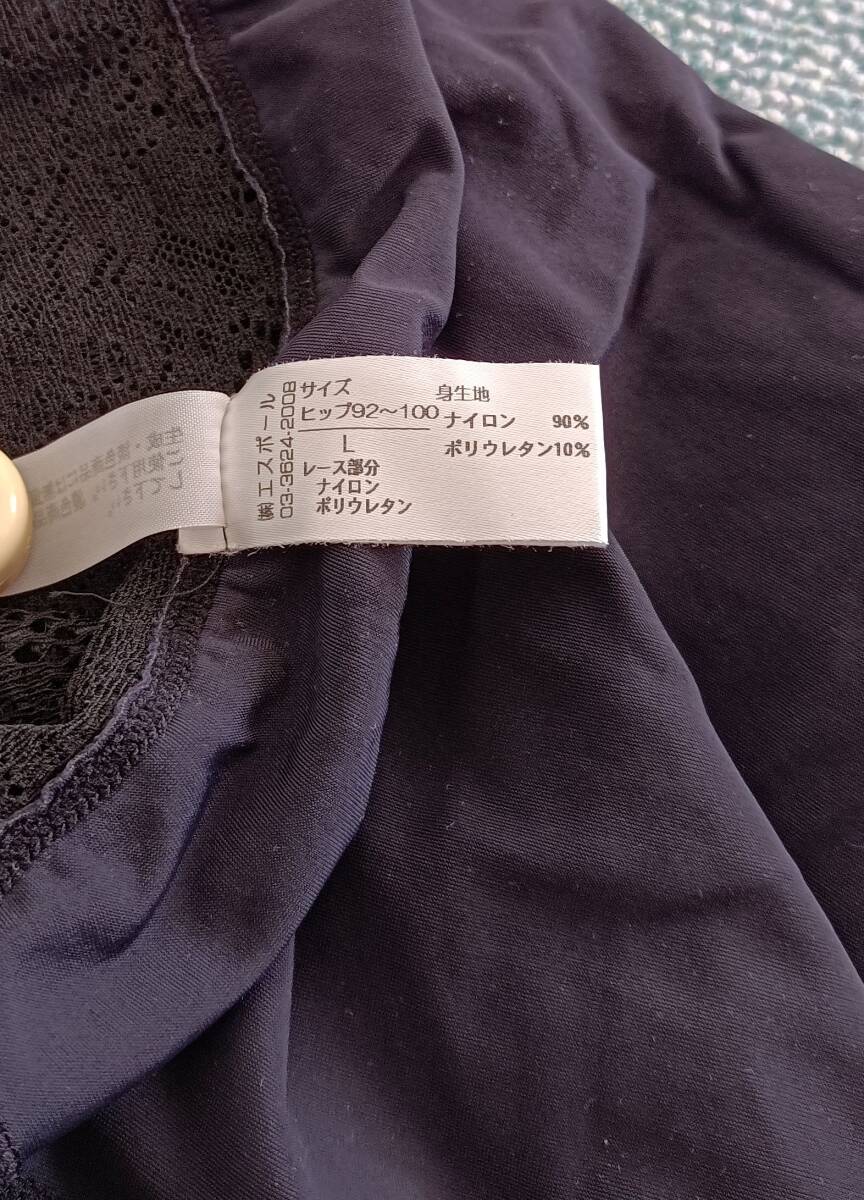 ㈱エスポール
03-3624-2008
サイズ
ヒップ92～100
L
レース部分
ナイロン
ポリウレタン
身生地
ナイロン 90%
ポリウレタン10%